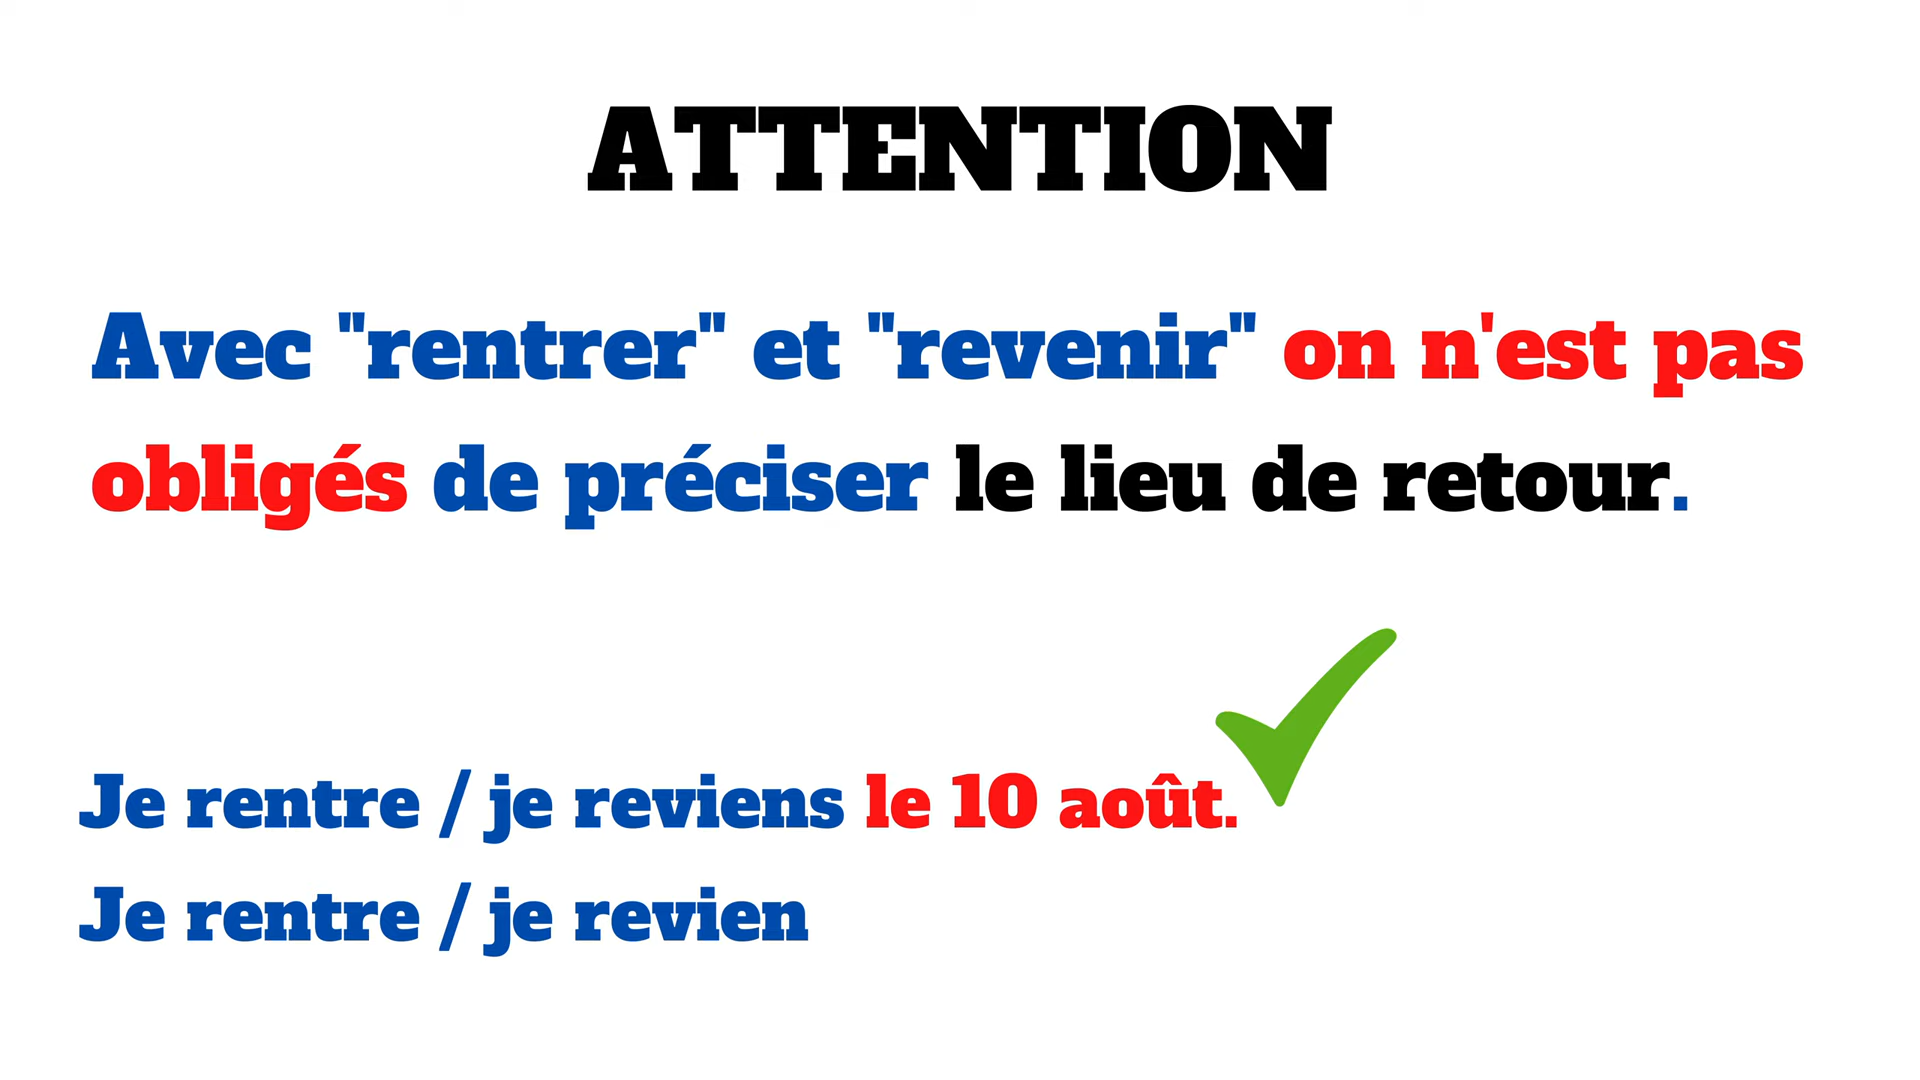 ATTENTION
Avec "rentrer" et "revenir" on n'est pas
obligés de préciser le lieu de retour.
Je rentre / je reviens le 10 août.
Je rentre / je revien